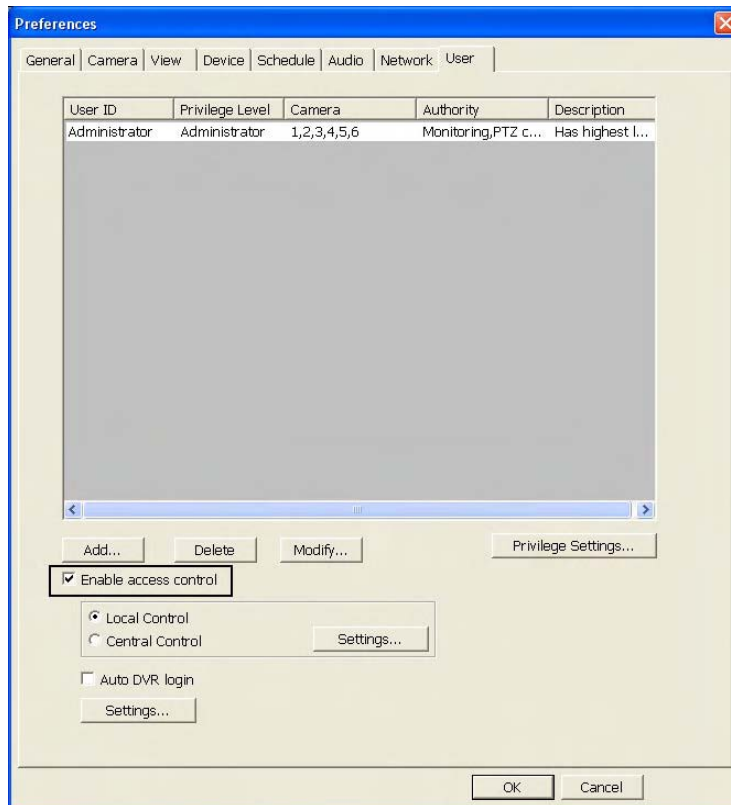 Preferences
General Camera View Device Schedule Audio Network User
User ID Privilege Level Camera Authority Description
Administrator Administrator 1,2,3,4,5,6 Monitoring,PTZ c... Has highest l...
Add... Delete Modify... Privilege Settings...
Enable access control
Local Control
Central Control Settings...
Auto DVR login
Settings...
OK Cancel